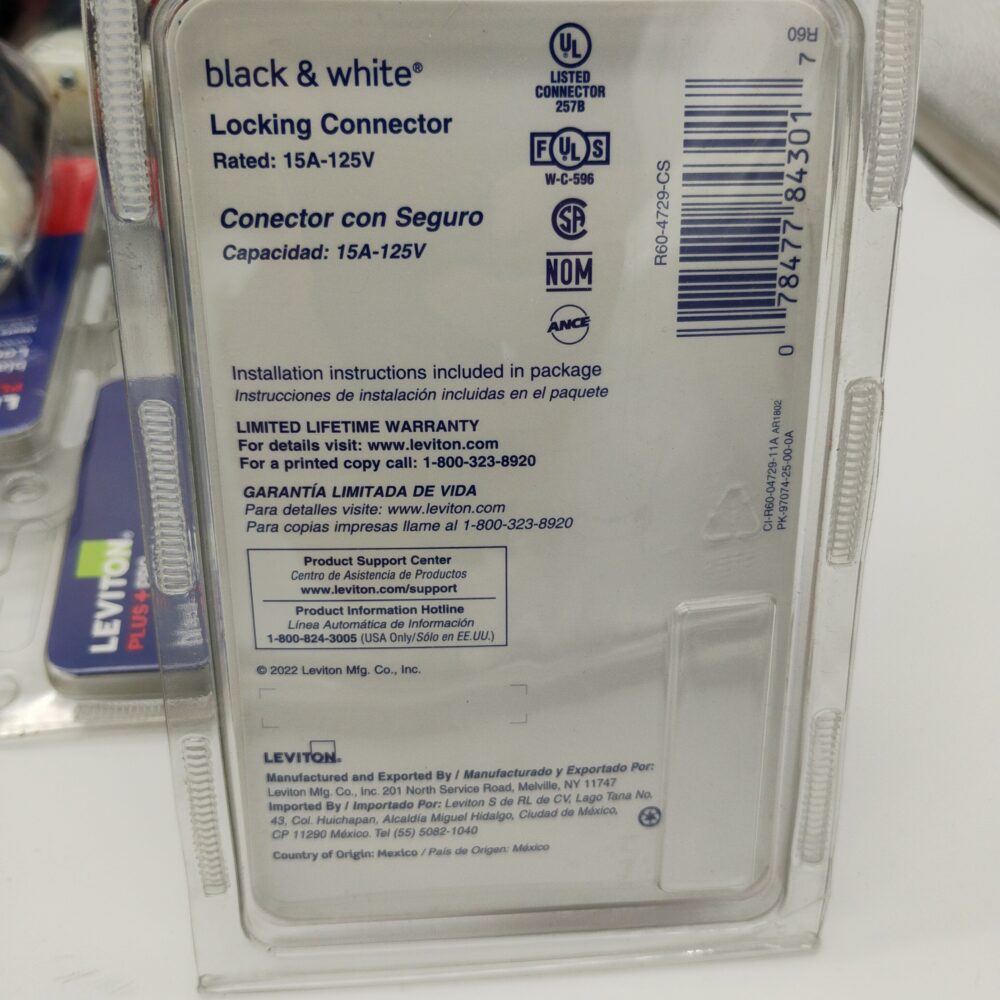 black & white®
Locking Connector
Rated: 15A-125V
Conector con Seguro
Capacidad: 15A-125V
UL
LISTED
CONNECTOR
257B
F UL S
W-C-596
SA
NOM
ANCE
R60
R60-4729-CS
0 78477 84301 7
CI-R60-04729-11A AR1802
PK-97074-25-00-0A
Installation instructions included in package
Instrucciones de instalación incluidas en el paquete
LIMITED LIFETIME WARRANTY
For details visit: www.leviton.com
For a printed copy call: 1-800-323-8920
GARANTÍA LIMITADA DE VIDA
Para detalles visite: www.leviton.com
Para copias impresas llame al 1-800-323-8920
Product Support Center
Centro de Asistencia de Productos
www.leviton.com/support
Product Information Hotline
Línea Automática de Información
1-800-824-3005 (USA Only/Sólo en EE.UU.)
© 2022 Leviton Mfg. Co., Inc.
LEVITON®
Manufactured and Exported By / Manufacturado y Exportado Por:
Leviton Mfg. Co., Inc. 201 North Service Road, Melville, NY 11747
Imported By / Importado Por: Leviton S de RL de CV, Lago Tana No.
43, Col. Huichapan, Alcaldía Miguel Hidalgo, Ciudad de México,
CP 11290 México. Tel (55) 5082-1040
Country of Origin: Mexico / País de Origen: México
LEVITON®
PLUS+